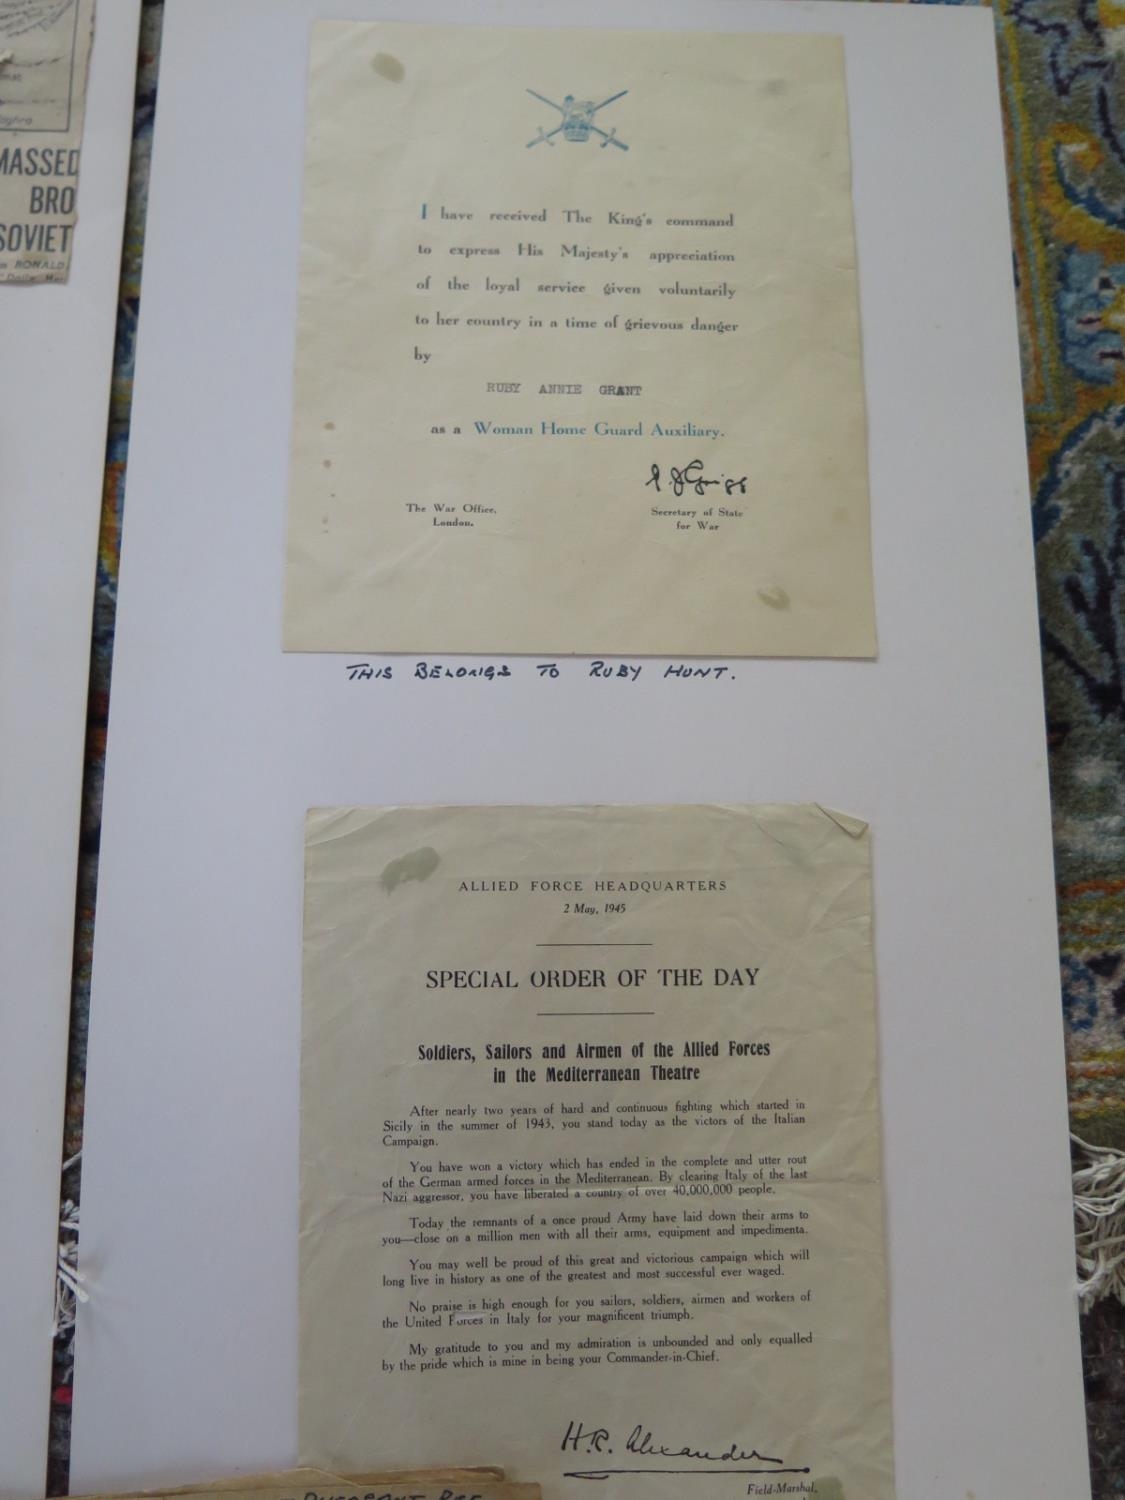 MASSED
BRO
SOVIET
RONALD
I have received The King's command
to express His Majesty's appreciation
of the loyal service given voluntarily
to her country in a time of grievous danger
by
RUBY ANNIE GRANT
as a Woman Home Guard Auxiliary.
P J Grigg
The War Office,
London.
Secretary of State
for War
THIS BELONGS TO RUBY HUNT.
ALLIED FORCE HEADQUARTERS
2 May, 1945
SPECIAL ORDER OF THE DAY
Soldiers, Sailors and Airmen of the Allied Forces
in the Mediterranean Theatre
After nearly two years of hard and continuous fighting which started in
Sicily in the summer of 1943, you stand today as the victors of the Italian
Campaign.
You have won a victory which has ended in the complete and utter rout
of the German armed forces in the Mediterranean. By clearing Italy of the last
Nazi aggressor, you have liberated a country of over 40,000,000 people.
Today the remnants of a once proud Army have laid down their arms to
you—close on a million men with all their arms, equipment and impedimenta.
You may well be proud of this great and victorious campaign which will
long live in history as one of the greatest and most successful ever waged.
No praise is high enough for you sailors, soldiers, airmen and workers of
the United Forces in Italy for your magnificent triumph.
My gratitude to you and my admiration is unbounded and only equalled
by the pride which is mine in being your Commander-in-Chief.
H.R. Alexander
Field-Marshal,